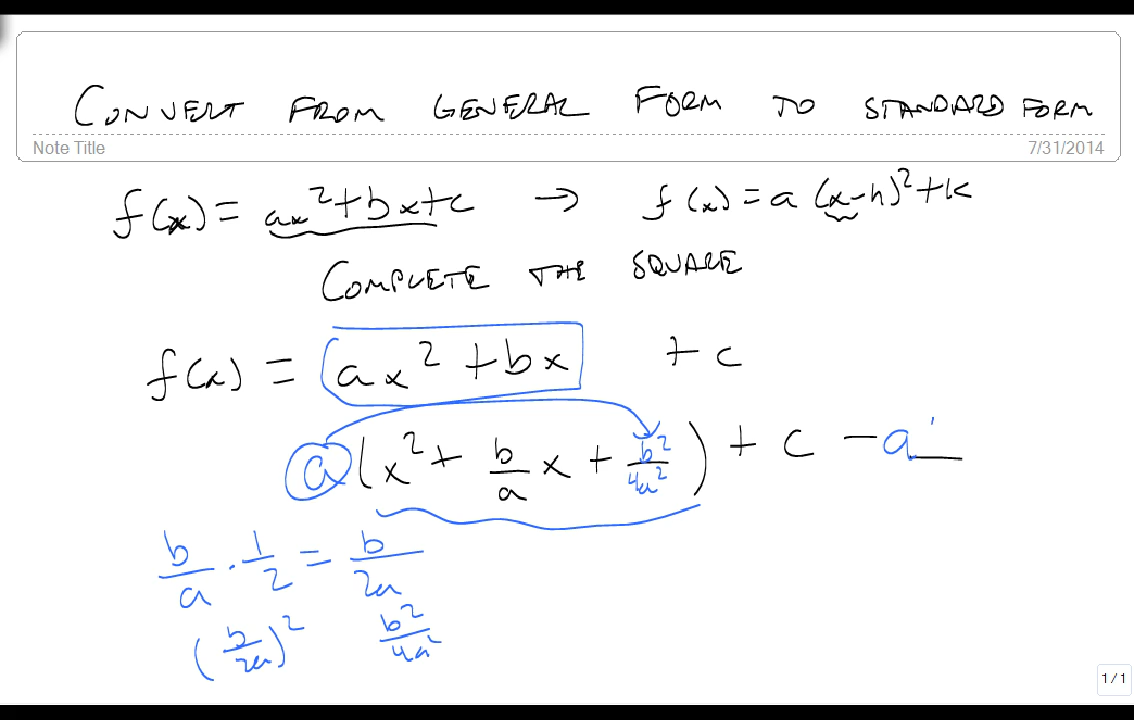 CONVERT FROM GENERAL FORM TO STANDARD FORM
Note Title 7/31/2014
f(x) = ax²+bx+c → f(x) = a(x-h)²+k
COMPLETE THE SQUARE
f(x) = (ax² + bx + c
a(x² + b/a x + b²/4a²) + c - a
b/a · 1/2 = b/2a
(b/2a)² b²/4a²
1 / 1